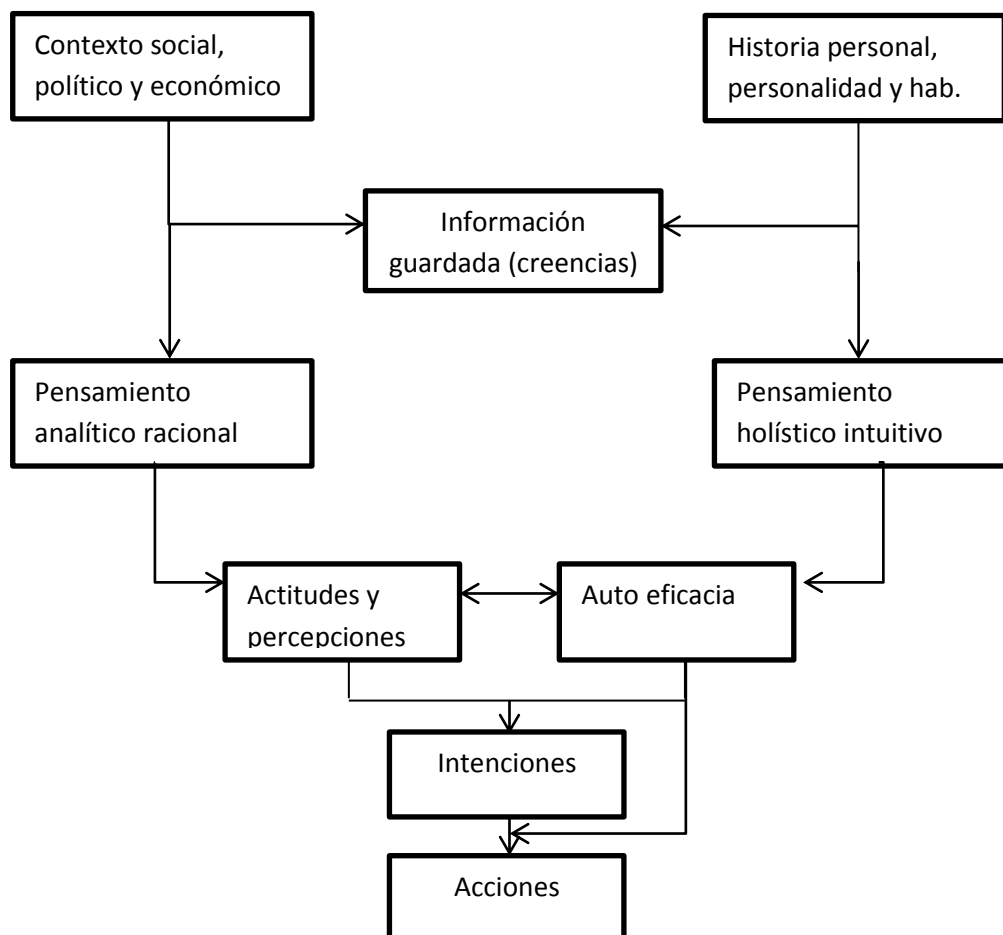 Contexto social,
político y económico
Historia personal,
personalidad y hab.
Información
guardada (creencias)
Pensamiento
analítico racional
Pensamiento
holístico intuitivo
Actitudes y
percepciones
Auto eficacia
Intenciones
Acciones